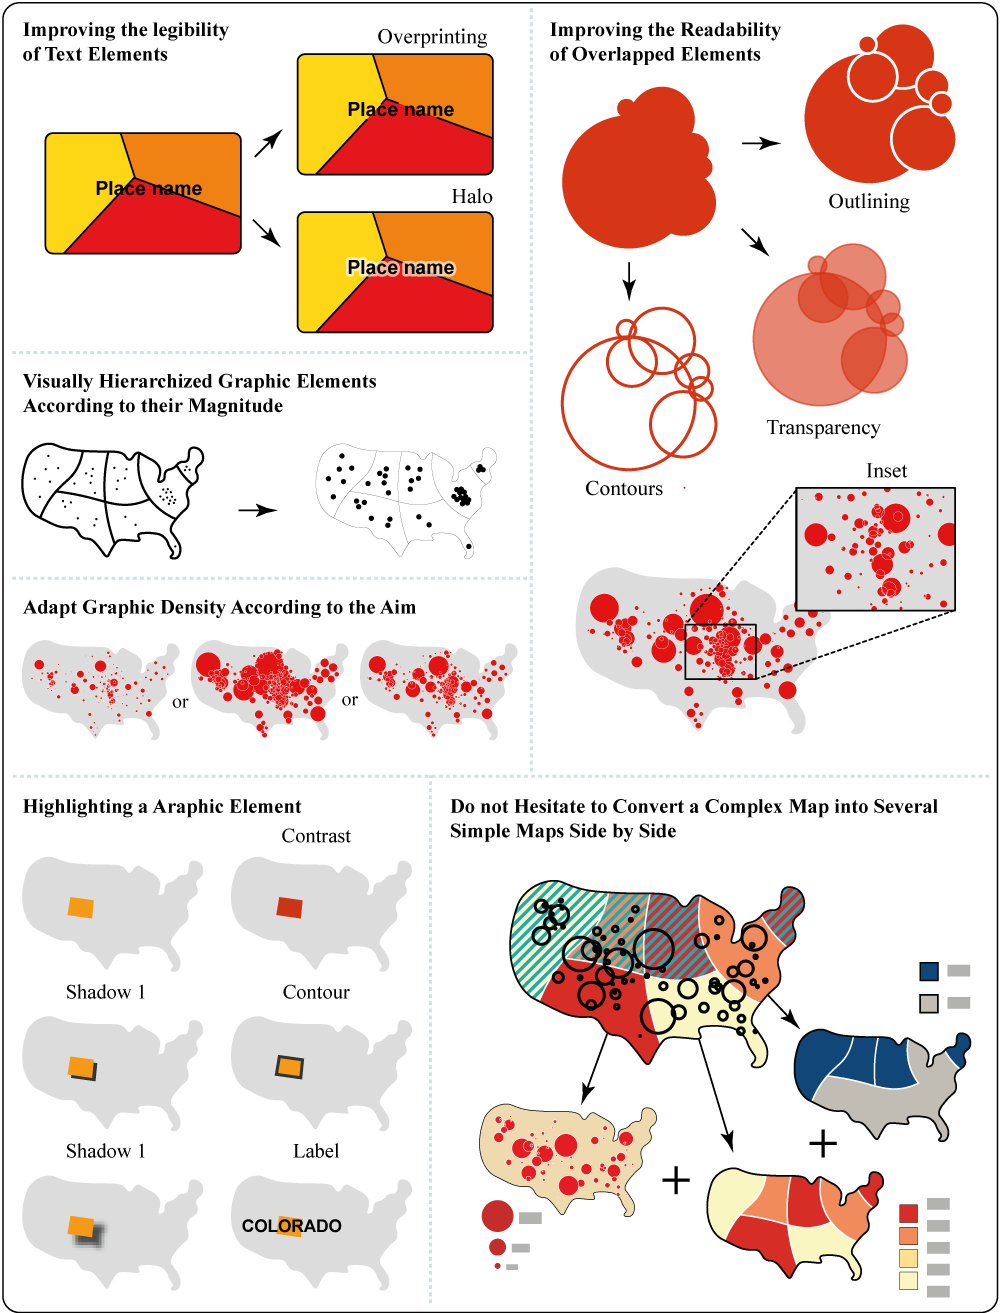 Improving the legibility
of Text Elements
Overprinting
Place name
Place name
Halo
Place name
Improving the Readability
of Overlapped Elements
Outlining
Transparency
Contours
Inset
Visually Hierarchized Graphic Elements
According to their Magnitude
Adapt Graphic Density According to the Aim
or
or
Highlighting a Araphic Element
Contrast
Shadow 1
Contour
Shadow 1
Label
COLORADO
Do not Hesitate to Convert a Complex Map into Several
Simple Maps Side by Side
+
+